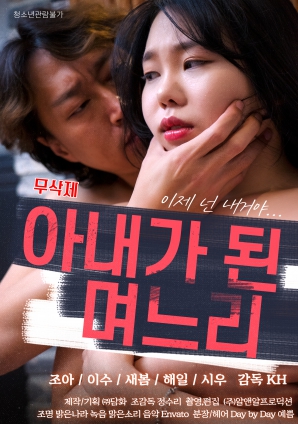 청소년관람불가
무삭제
이제 넌 내거야...
아내가 된
며느리
조아 / 이수 / 새봄 / 해일 / 시우 감독 KH
제작/기획 ㈜담화 조감독 정수리 촬영,편집 (주)알앤알프로덕션
조명 밝은나라 녹음 맑은소리 음악 Envato 분장/헤어 Day by Day 예쁨